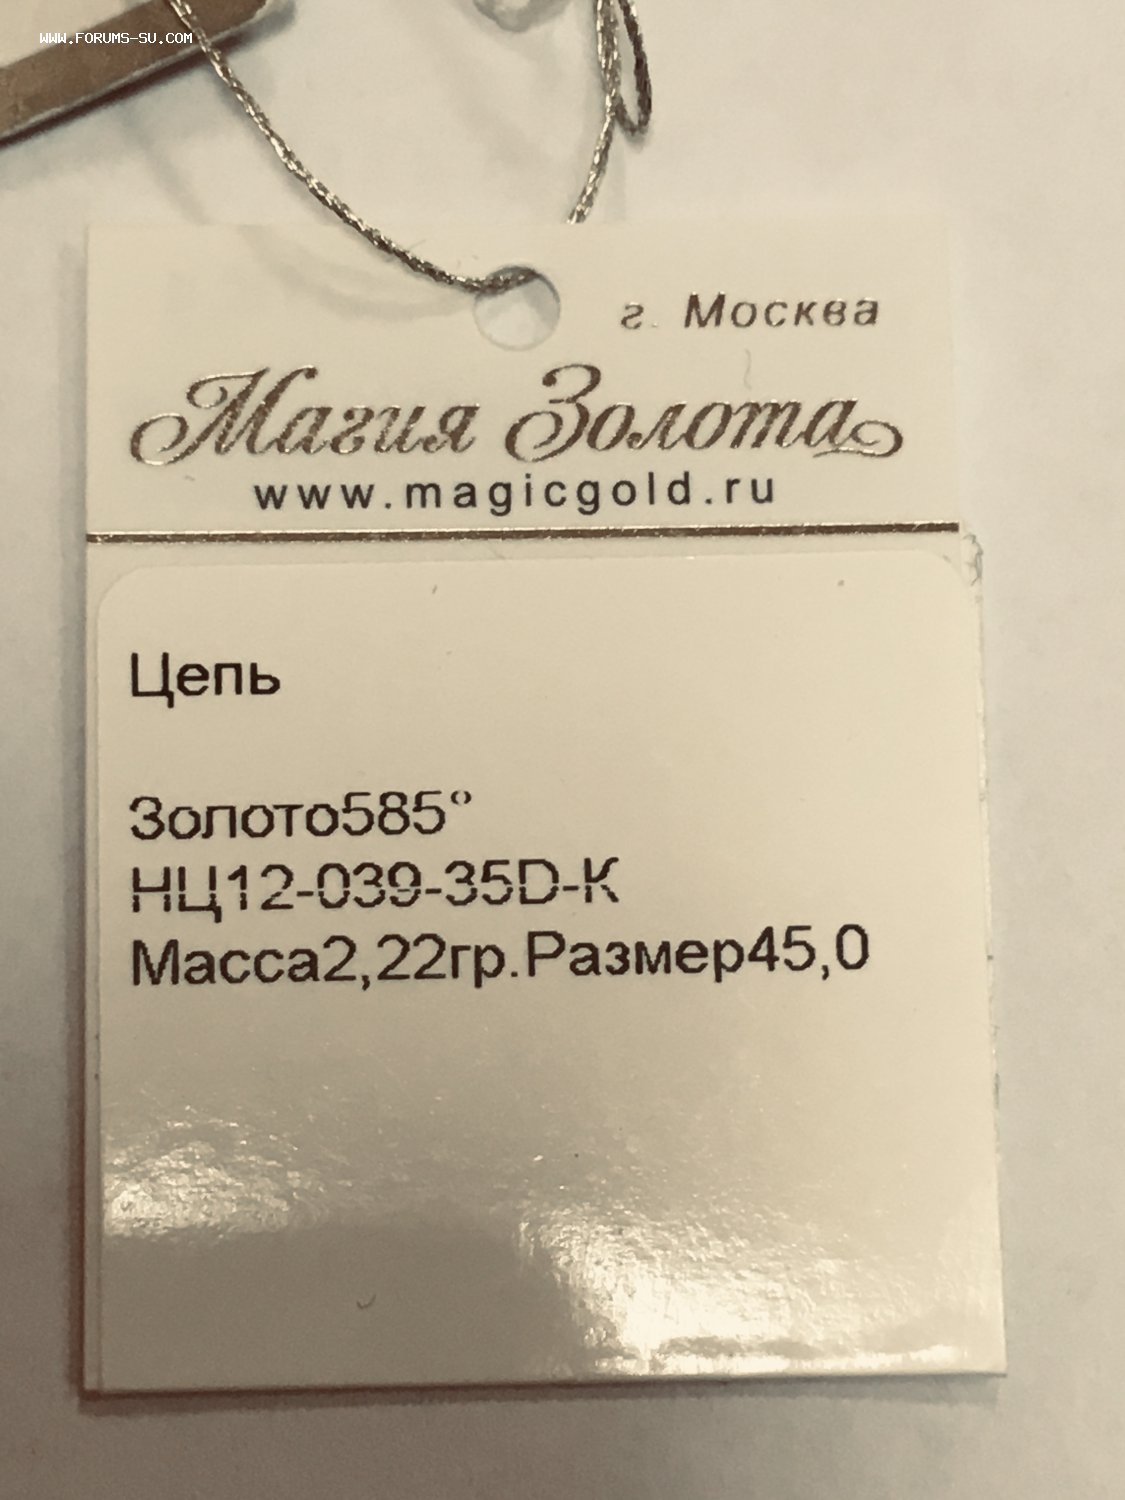 www.forums-su.com
г. Москва
Магия Золота
www.magicgold.ru
Цепь
Золото585°
НЦ12-039-35D-К
Масса2,22гр.Размер45,0